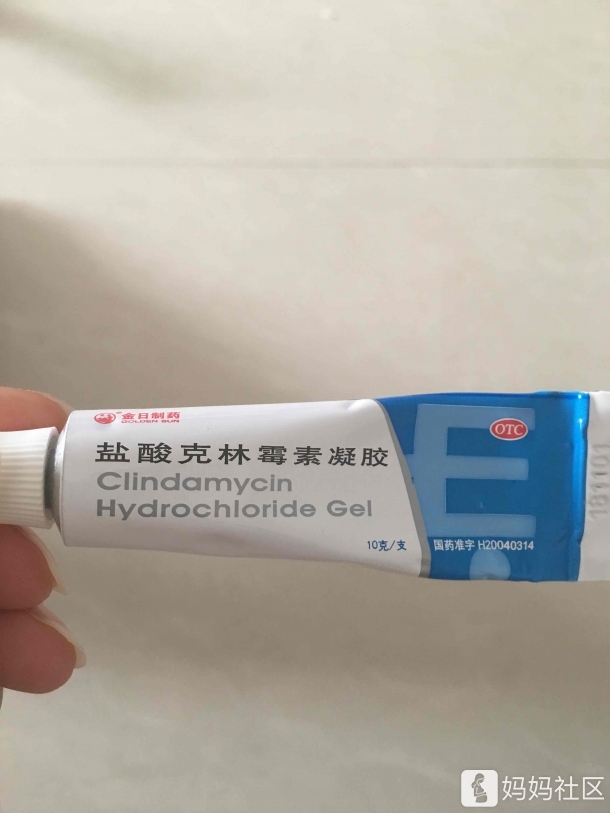 金日制药
GOLDEN SUN
盐酸克林霉素凝胶
Clindamycin
Hydrochloride Gel
10克/支
E
OTC
国药准字 H20040314
181101
妈妈社区